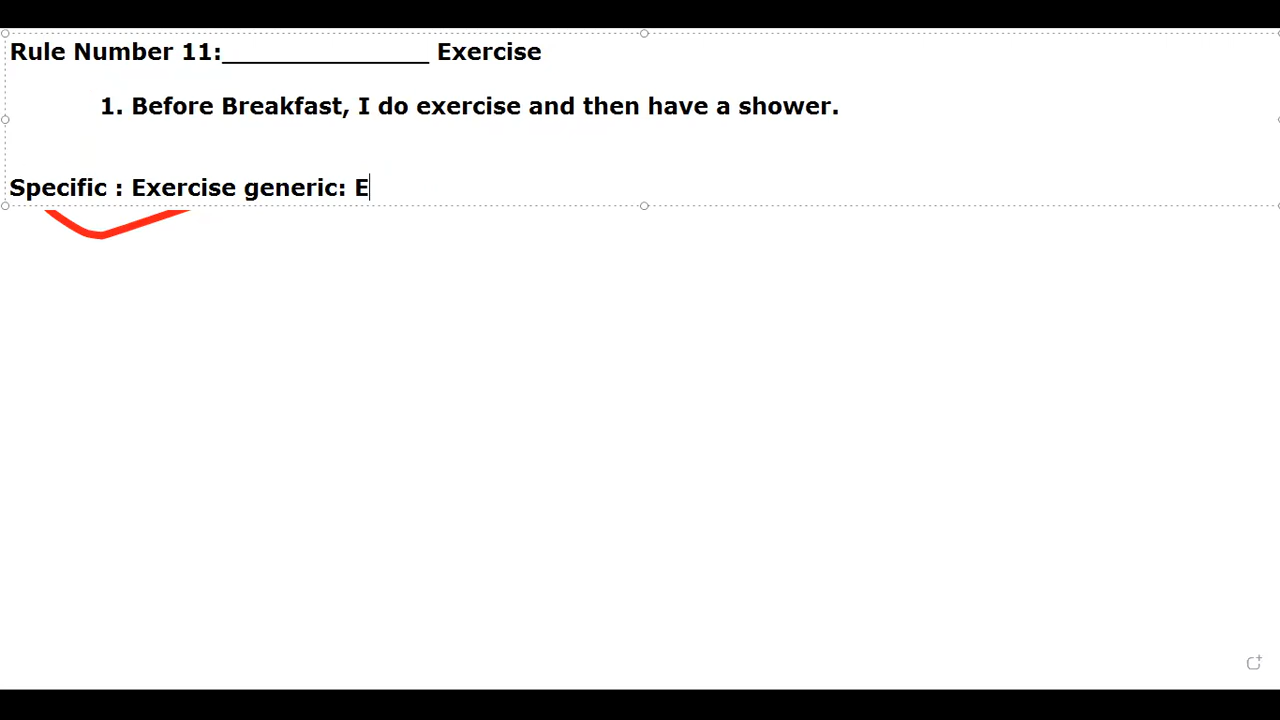 Rule Number 11:_______________ Exercise
1. Before Breakfast, I do exercise and then have a shower.
Specific : Exercise generic: E